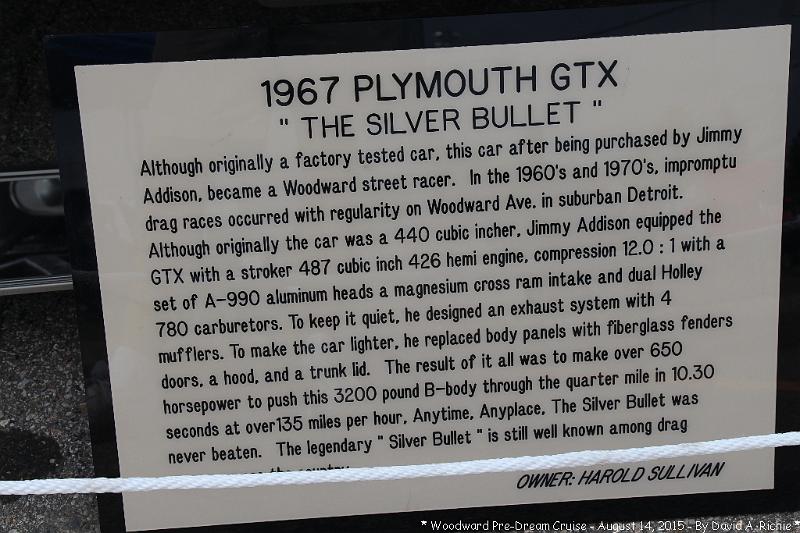 1967 PLYMOUTH GTX
" THE SILVER BULLET "
Although originally a factory tested car, this car after being purchased by Jimmy
Addison, became a Woodward street racer. In the 1960's and 1970's, impromptu
drag races occurred with regularity on Woodward Ave. in suburban Detroit.
Although originally the car was a 440 cubic incher, Jimmy Addison equipped the
GTX with a stroker 487 cubic inch 426 hemi engine, compression 12.0 : 1 with a
set of A-990 aluminum heads a magnesium cross ram intake and dual Holley
780 carburetors. To keep it quiet, he designed an exhaust system with 4
mufflers. To make the car lighter, he replaced body panels with fiberglass fenders
doors, a hood, and a trunk lid. The result of it all was to make over 650
horsepower to push this 3200 pound B-body through the quarter mile in 10.30
seconds at over135 miles per hour, Anytime, Anyplace, The Silver Bullet was
never beaten. The legendary " Silver Bullet " is still well known among drag
the country
OWNER: HAROLD SULLIVAN
* Woodward Pre-Dream Cruise - August 14, 2015 - By David A. Richie *